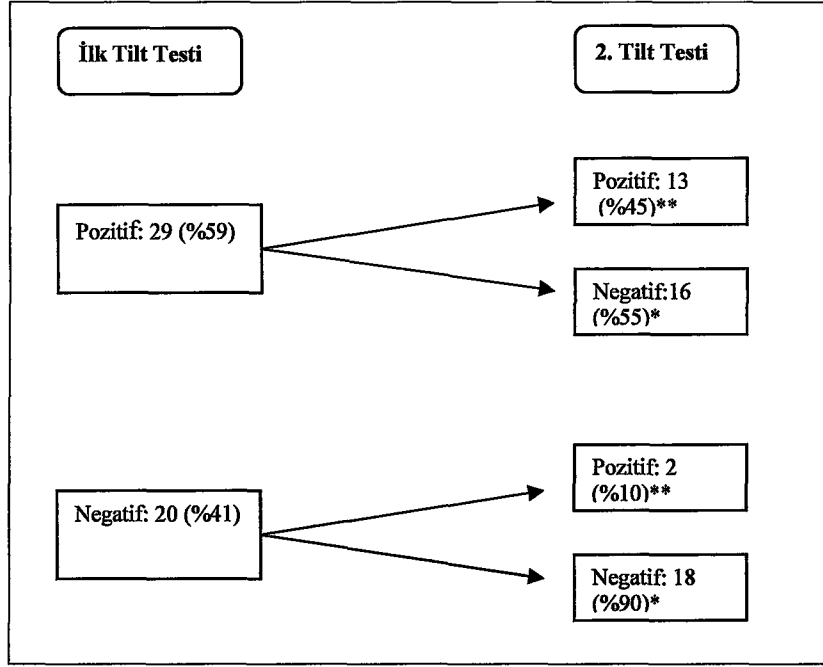 İlk Tilt Testi
2. Tilt Testi
Pozitif: 29 (%59)
Pozitif: 13
(%45)**
Negatif:16
(%55)*
Negatif: 20 (%41)
Pozitif: 2
(%10)**
Negatif: 18
(%90)*